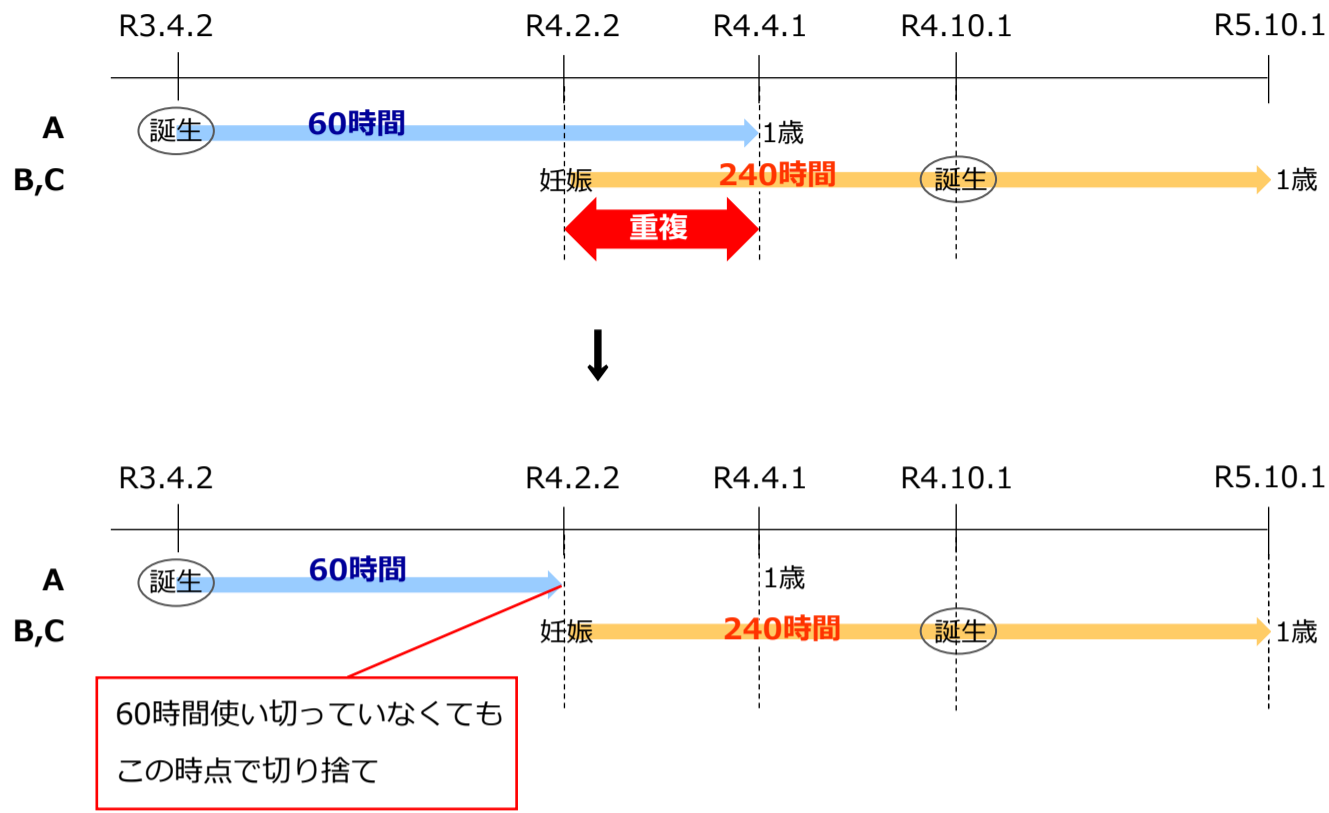 R3.4.2 R4.2.2 R4.4.1 R4.10.1 R5.10.1
A 誕生 60時間 1歳
B,C 妊娠 240時間 誕生 1歳
重複
↓
R3.4.2 R4.2.2 R4.4.1 R4.10.1 R5.10.1
A 誕生 60時間 1歳
B,C 妊娠 240時間 誕生 1歳
60時間使い切っていなくても
この時点で切り捨て